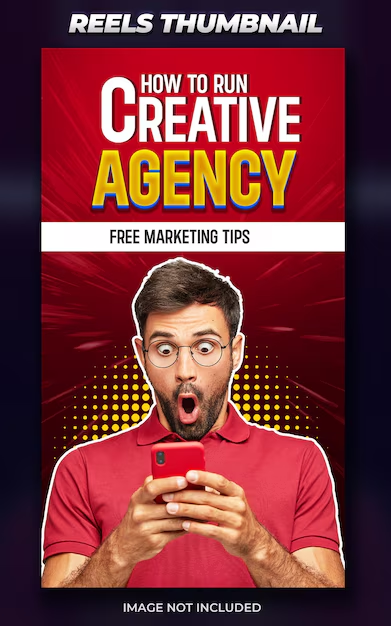 REELS THUMBNAIL
HOW TO RUN
CREATIVE
AGENCY
FREE MARKETING TIPS
IMAGE NOT INCLUDED